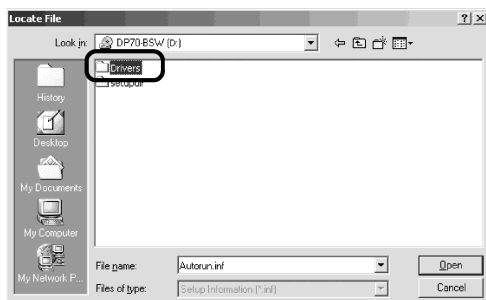 Locate File
Look in: DP70-BSW (D:)
Drivers
setupdir
History
Desktop
My Documents
My Computer
My Network P...
File name: Autorun.inf Open
Files of type: Setup Information (*.inf) Cancel